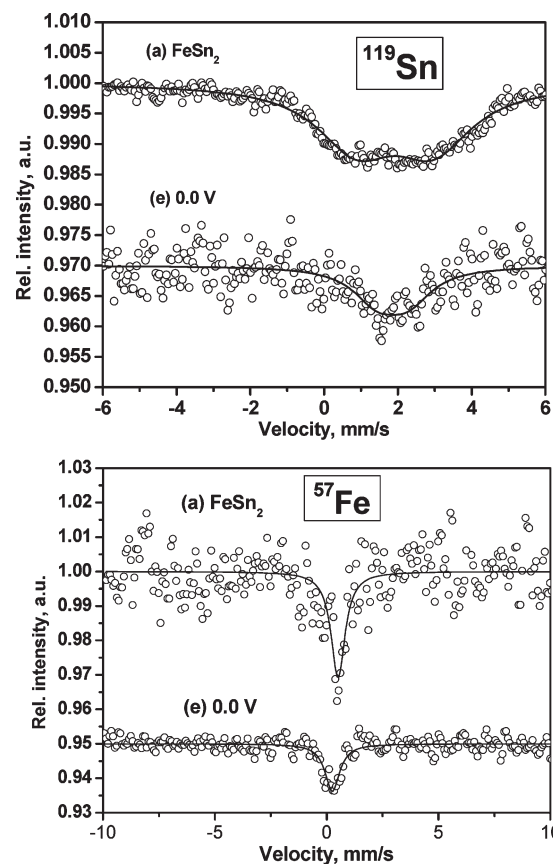 1.010
(a) FeSn₂
¹¹⁹Sn
1.005
1.000
0.995
0.990
0.985
(e) 0.0 V
0.980
0.975
0.970
0.965
0.960
0.955
0.950
Rel. intensity, a.u.
-6 -4 -2 0 2 4 6
Velocity, mm/s
1.03
(a) FeSn₂
⁵⁷Fe
1.02
1.01
1.00
0.99
0.98
0.97
0.96
(e) 0.0 V
0.95
0.94
0.93
Rel. intensity, a.u.
-10 -5 0 5 10
Velocity, mm/s